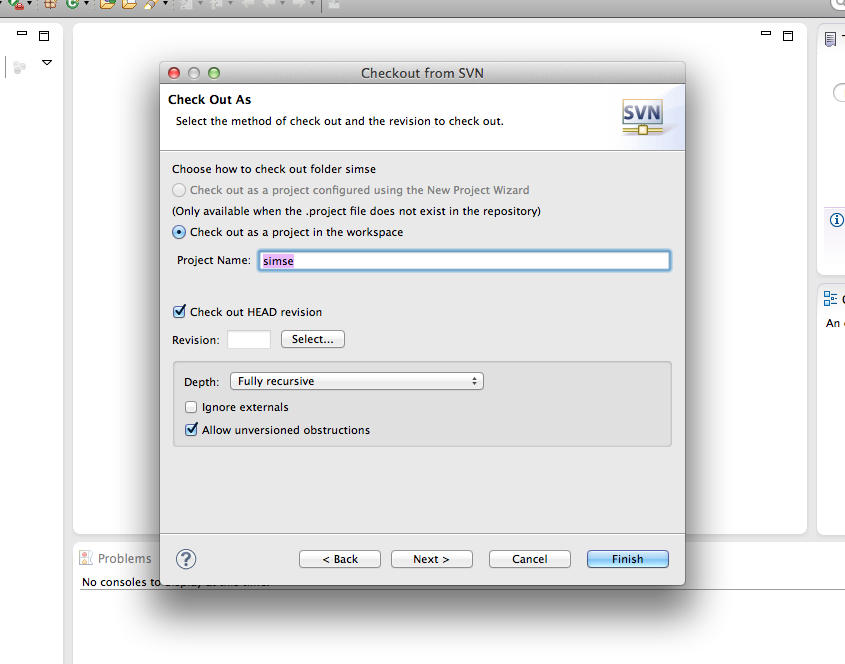 Checkout from SVN
Check Out As
Select the method of check out and the revision to check out.
SVN
Choose how to check out folder simse
Check out as a project configured using the New Project Wizard
(Only available when the .project file does not exist in the repository)
Check out as a project in the workspace
Project Name: simse
Check out HEAD revision
Revision: Select...
Depth: Fully recursive
Ignore externals
Allow unversioned obstructions
? < Back Next > Cancel Finish
Problems
No consoles to display at this time.
An